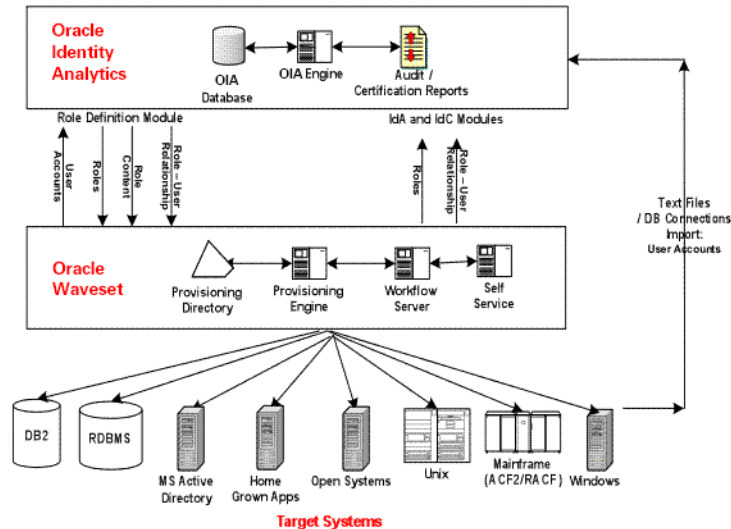 Oracle
Identity
Analytics
OIA
Database
OIA Engine
Audit /
Certification Reports
Role Definition Module
IdA and IdC Modules
User
Accounts
Roles
Role
Content
Role – User
Relationship
Roles
Role – User
Relationship
Text Files
/ DB Connections
Import:
User Accounts
Oracle
Waveset
Provisioning
Directory
Provisioning
Engine
Workflow
Server
Self
Service
DB2
RDBMS
MS Active
Directory
Home
Grown Apps
Open Systems
Unix
Mainframe
(ACF2/RACF)
Windows
Target Systems